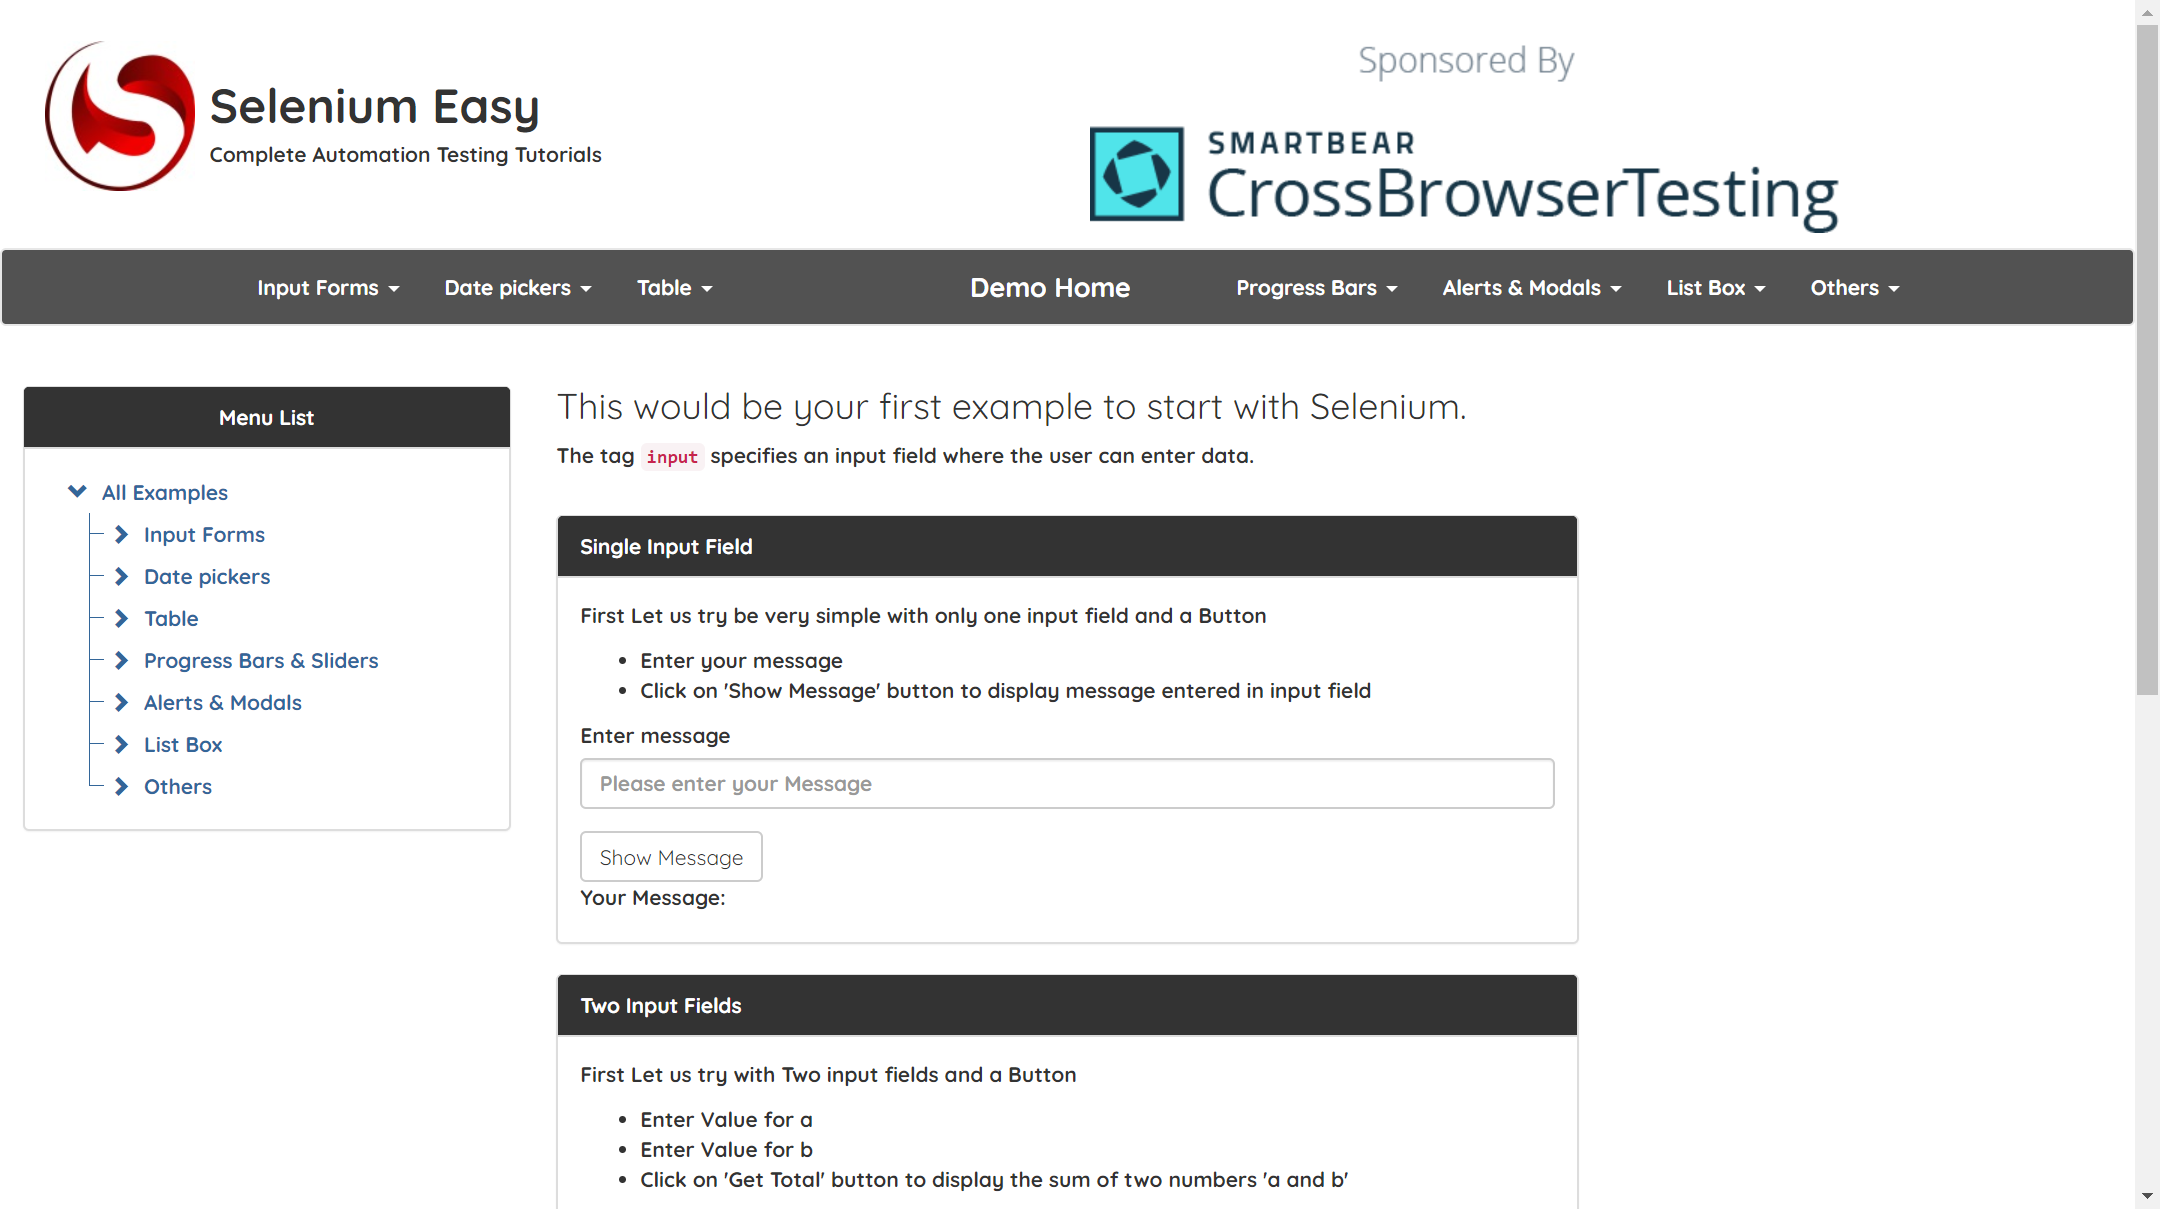 Selenium Easy
Complete Automation Testing Tutorials
Sponsored By
SMARTBEAR
CrossBrowserTesting
Input Forms Date pickers Table Demo Home Progress Bars Alerts & Modals List Box Others
Menu List
All Examples
Input Forms
Date pickers
Table
Progress Bars & Sliders
Alerts & Modals
List Box
Others
This would be your first example to start with Selenium.
The tag input specifies an input field where the user can enter data.
Single Input Field
First Let us try be very simple with only one input field and a Button
• Enter your message
• Click on 'Show Message' button to display message entered in input field
Enter message
Please enter your Message
Show Message
Your Message:
Two Input Fields
First Let us try with Two input fields and a Button
• Enter Value for a
• Enter Value for b
• Click on 'Get Total' button to display the sum of two numbers 'a and b'